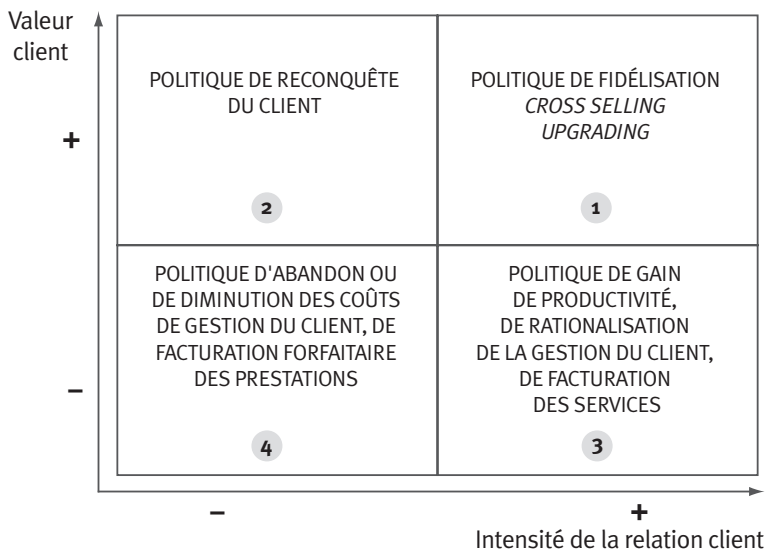 Valeur
client
+
–
POLITIQUE DE RECONQUÊTE
DU CLIENT
2
POLITIQUE DE FIDÉLISATION
CROSS SELLING
UPGRADING
1
POLITIQUE D'ABANDON OU
DE DIMINUTION DES COÛTS
DE GESTION DU CLIENT, DE
FACTURATION FORFAITAIRE
DES PRESTATIONS
4
POLITIQUE DE GAIN
DE PRODUCTIVITÉ,
DE RATIONALISATION
DE LA GESTION DU CLIENT,
DE FACTURATION
DES SERVICES
3
–
+
Intensité de la relation client